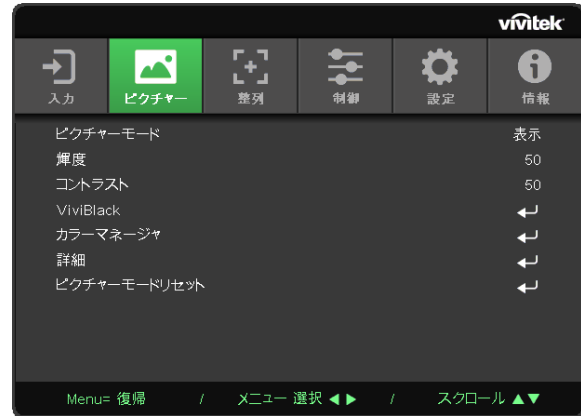 vivitek
入力 ピクチャー 整列 制御 設定 情報
ピクチャーモード 表示
輝度 50
コントラスト 50
ViviBlack
カラーマネージャ
詳細
ピクチャーモードリセット
Menu= 復帰 / メニュー 選択 ◀ ▶ / スクロール ▲▼